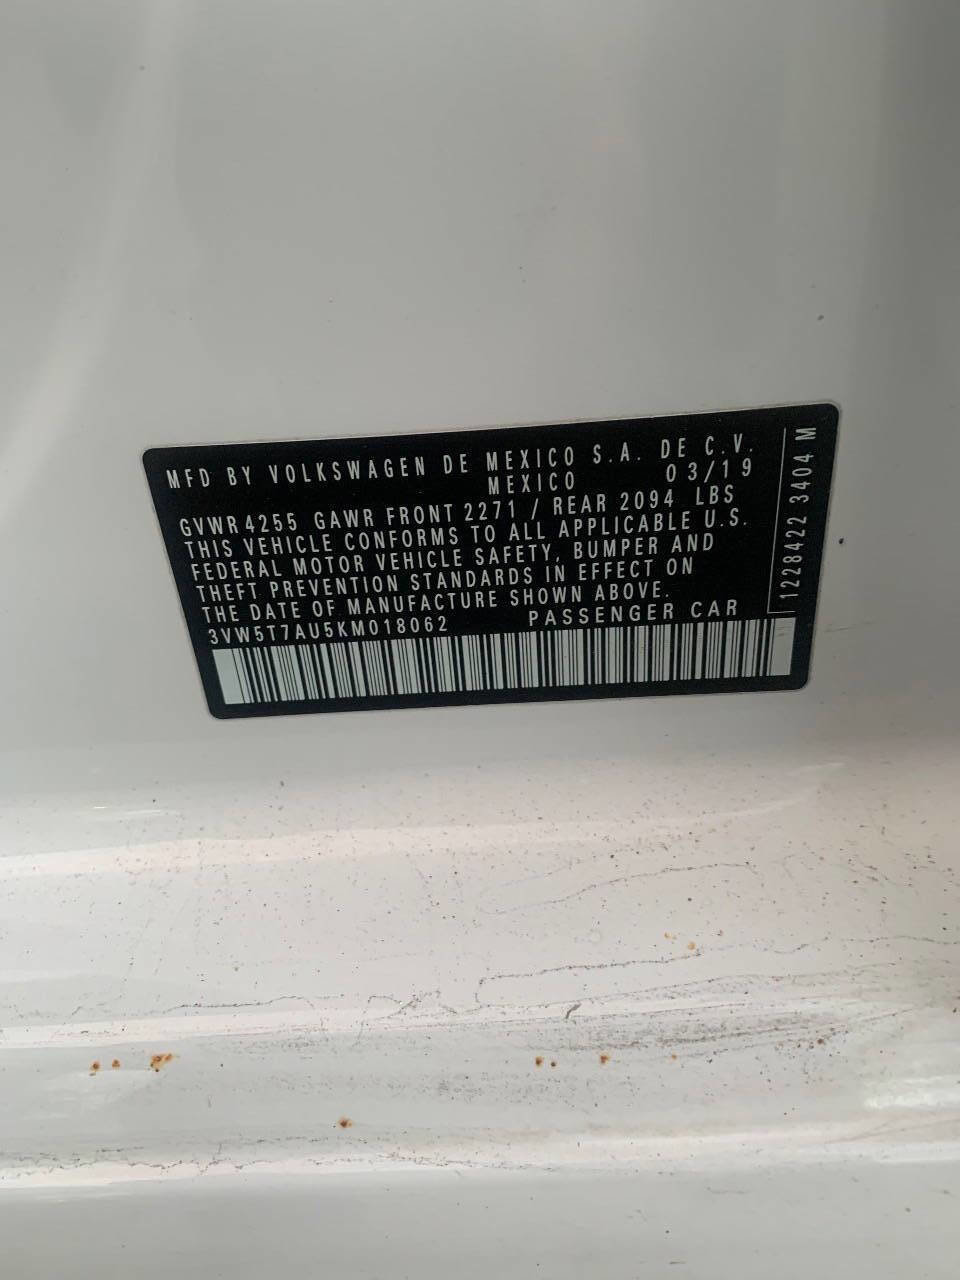 MFD BY VOLKSWAGEN DE MEXICO S.A. DE C.V.
MEXICO 03/19
GVWR 4255 GAWR FRONT 2271 / REAR 2094 LBS
THIS VEHICLE CONFORMS TO ALL APPLICABLE U.S.
FEDERAL MOTOR VEHICLE SAFETY, BUMPER AND
THEFT PREVENTION STANDARDS IN EFFECT ON
THE DATE OF MANUFACTURE SHOWN ABOVE.
3VW5T7AU5KM018062 PASSENGER CAR
1228422 3404 M